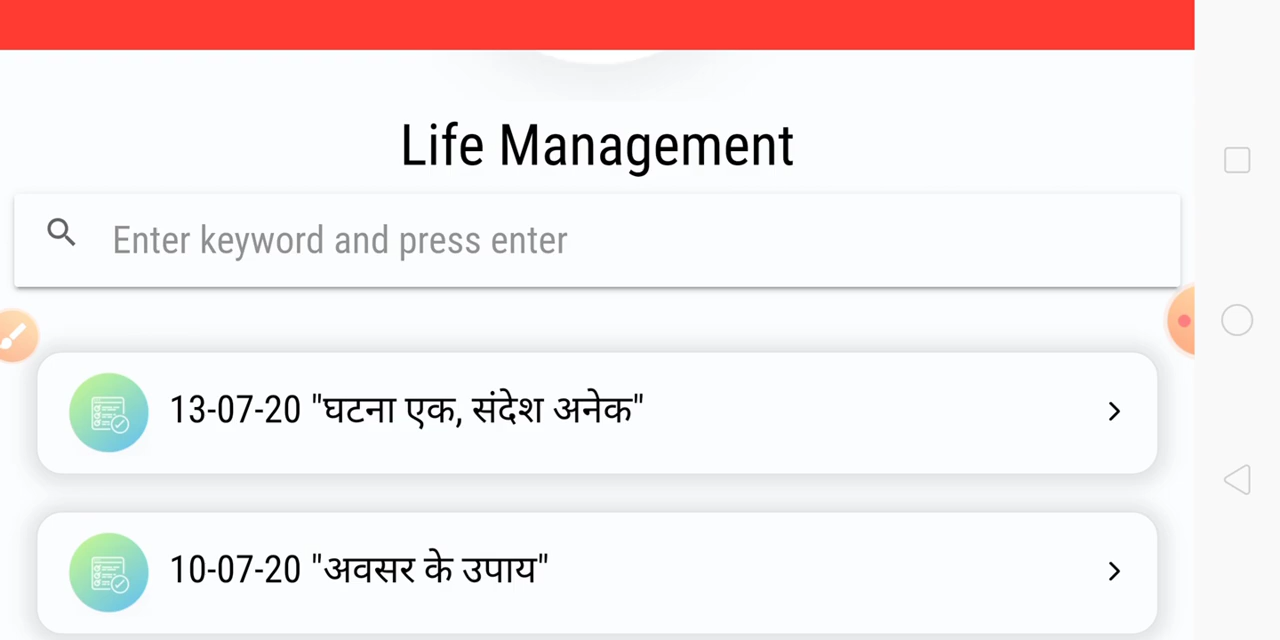 Life Management
Enter keyword and press enter
13-07-20 "घटना एक, संदेश अनेक"
10-07-20 "अवसर के उपाय"